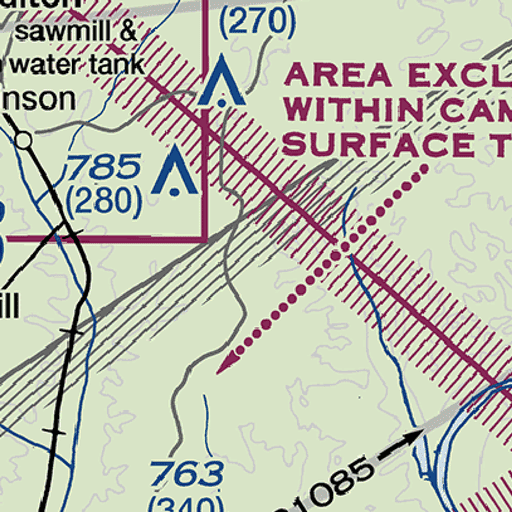 (270)
sawmill &
water tank
AREA EXCL
WITHIN CAM
SURFACE T
785
(280)
763
(340)